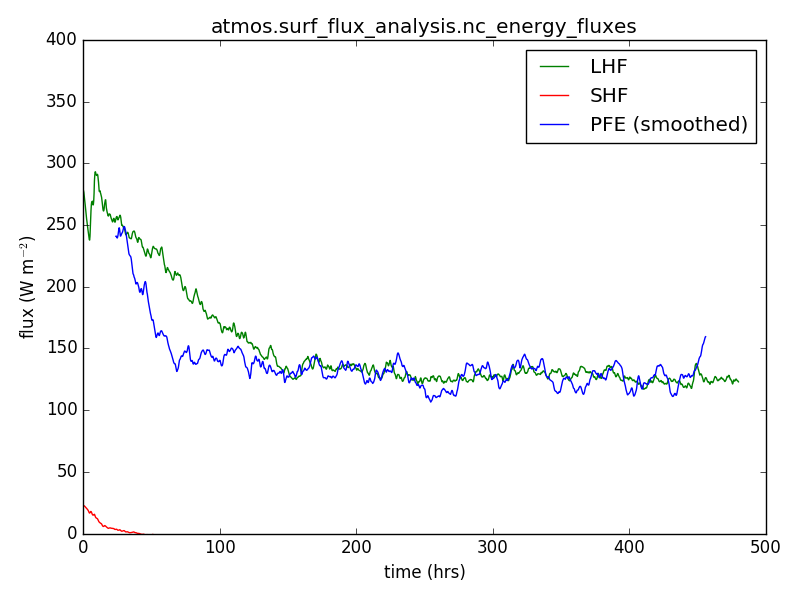 atmos.surf_flux_analysis.nc_energy_fluxes
400
350
300
250
200
150
100
50
0
flux (W m⁻²)
LHF
SHF
PFE (smoothed)
0 100 200 300 400 500
time (hrs)